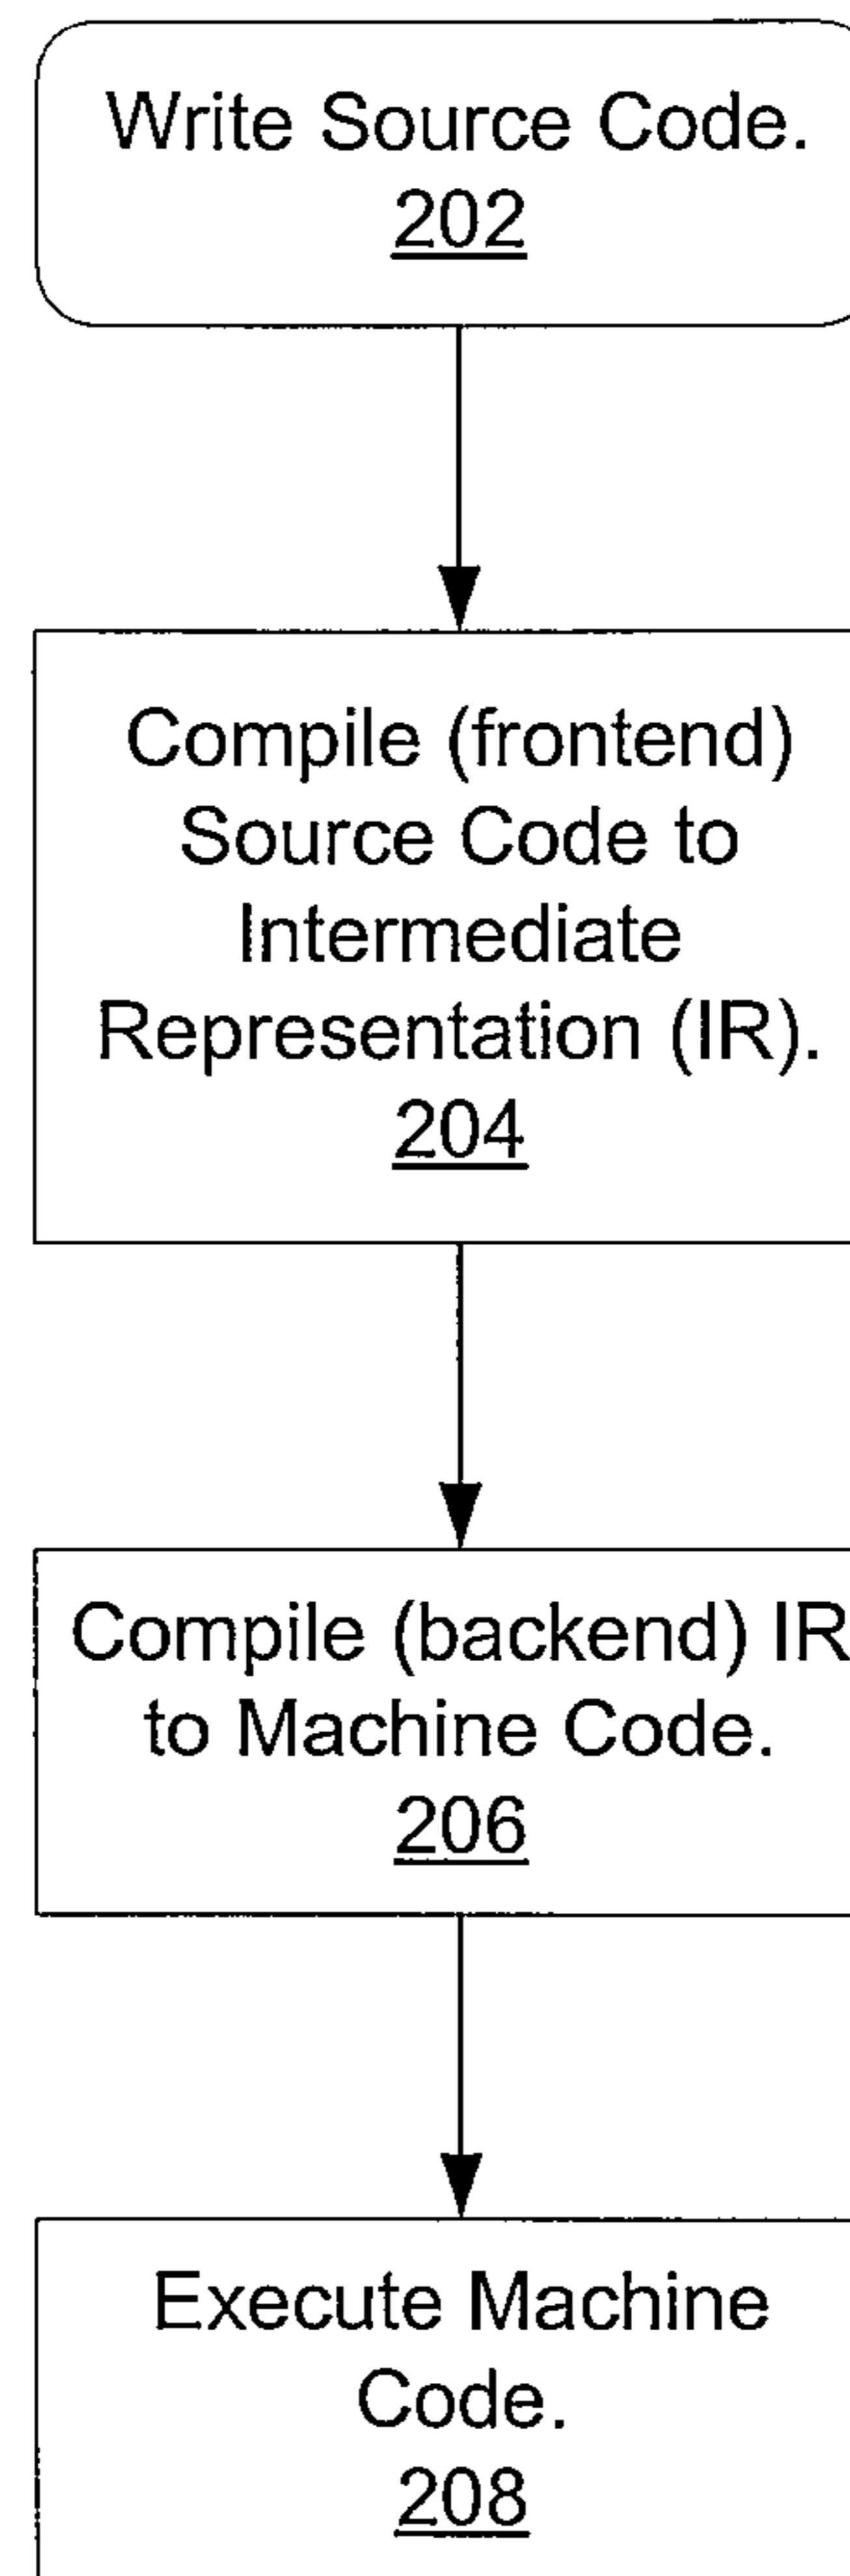 Write Source Code.
202
Compile (frontend)
Source Code to
Intermediate
Representation (IR).
204
Compile (backend) IR
to Machine Code.
206
Execute Machine
Code.
208